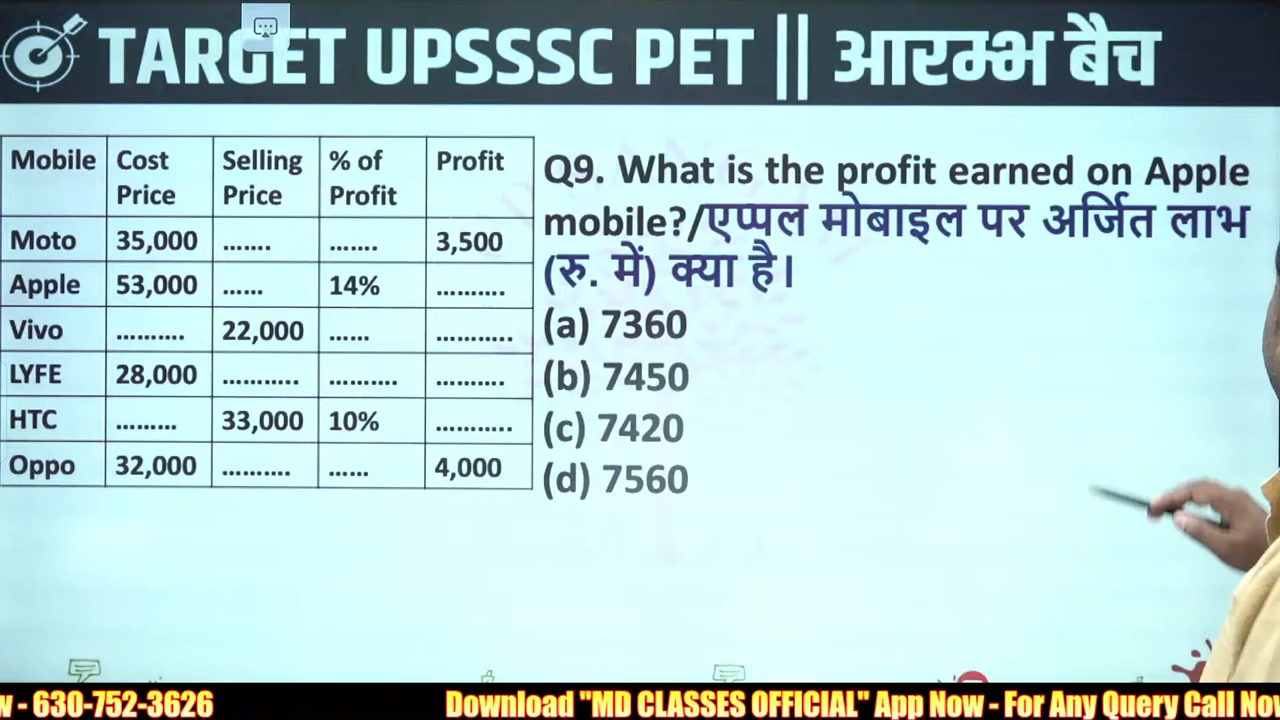 TARGET UPSSSC PET || आरम्भ बैच
Mobile Cost Price Selling Price % of Profit Profit
Moto 35,000 ....... ....... 3,500
Apple 53,000 ...... 14% ..........
Vivo .......... 22,000 ...... ...........
LYFE 28,000 ........... .......... ..........
HTC ......... 33,000 10% ...........
Oppo 32,000 .......... ...... 4,000
Q9. What is the profit earned on Apple
mobile?/एप्पल मोबाइल पर अर्जित लाभ
(रु. में) क्या है।
(a) 7360
(b) 7450
(c) 7420
(d) 7560
w - 630-752-3626 Download "MD CLASSES OFFICIAL" App Now - For Any Query Call Nov